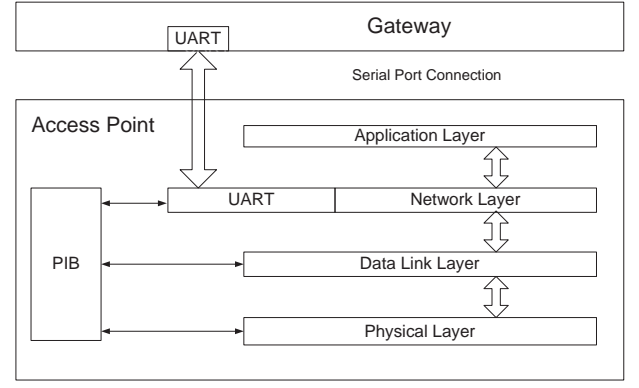 Gateway
UART
Serial Port Connection
Access Point
Application Layer
UART
Network Layer
PIB
Data Link Layer
Physical Layer